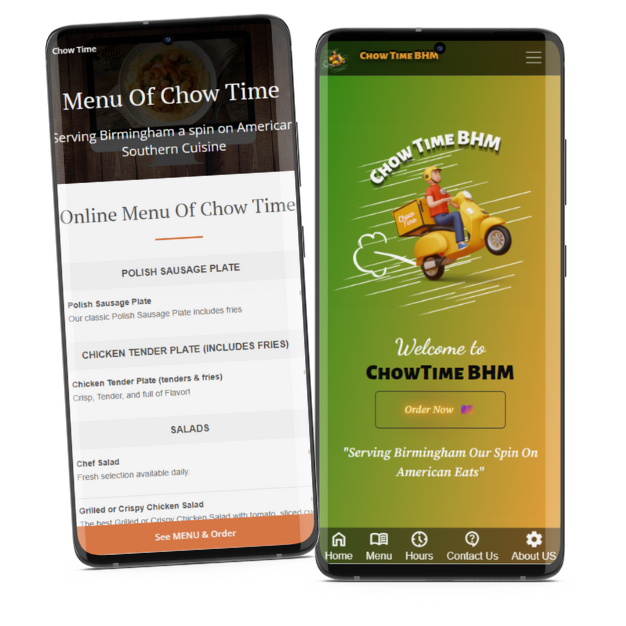 Chow Time
Menu Of Chow Time
Serving Birmingham a spin on American
Southern Cuisine
Online Menu Of Chow Time
POLISH SAUSAGE PLATE
Polish Sausage Plate
Our classic Polish Sausage Plate includes fries
CHICKEN TENDER PLATE (INCLUDES FRIES)
Chicken Tender Plate (tenders & fries)
Crisp, Tender, and full of Flavor!
SALADS
Chef Salad
Fresh selection available daily.
Grilled or Crispy Chicken Salad
The best Grilled or Crispy Chicken Salad with tomato, sliced
See MENU & Order
CHOW TIME BHM
CHOW TIME BHM
Chow
Time
Welcome to
CHOWTIME BHM
Order Now
"Serving Birmingham Our Spin On
American Eats"
Home Menu Hours Contact Us About US